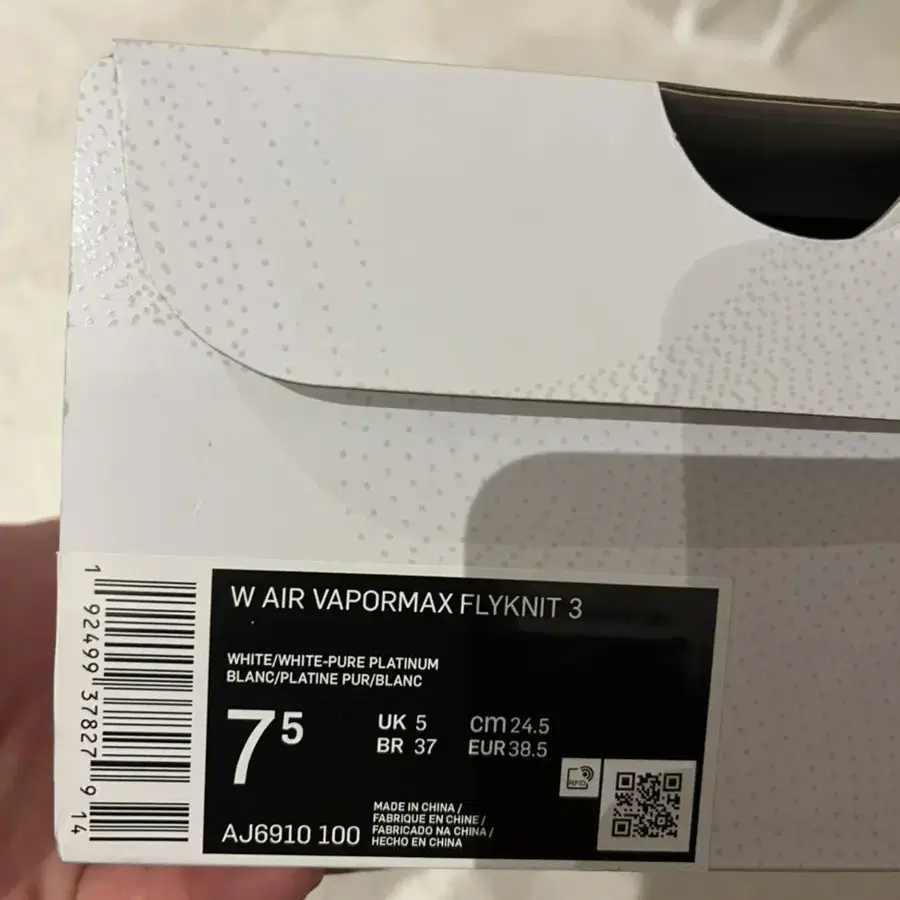 W AIR VAPORMAX FLYKNIT 3
WHITE/WHITE-PURE PLATINUM
BLANC/PLATINE PUR/BLANC
7⁵
UK 5
cm 24.5
BR 37
EUR 38.5
RFID
MADE IN CHINA /
FABRIQUE EN CHINE /
FABRICADO NA CHINA /
HECHO EN CHINA
AJ6910 100
1 92499 37827 9 14